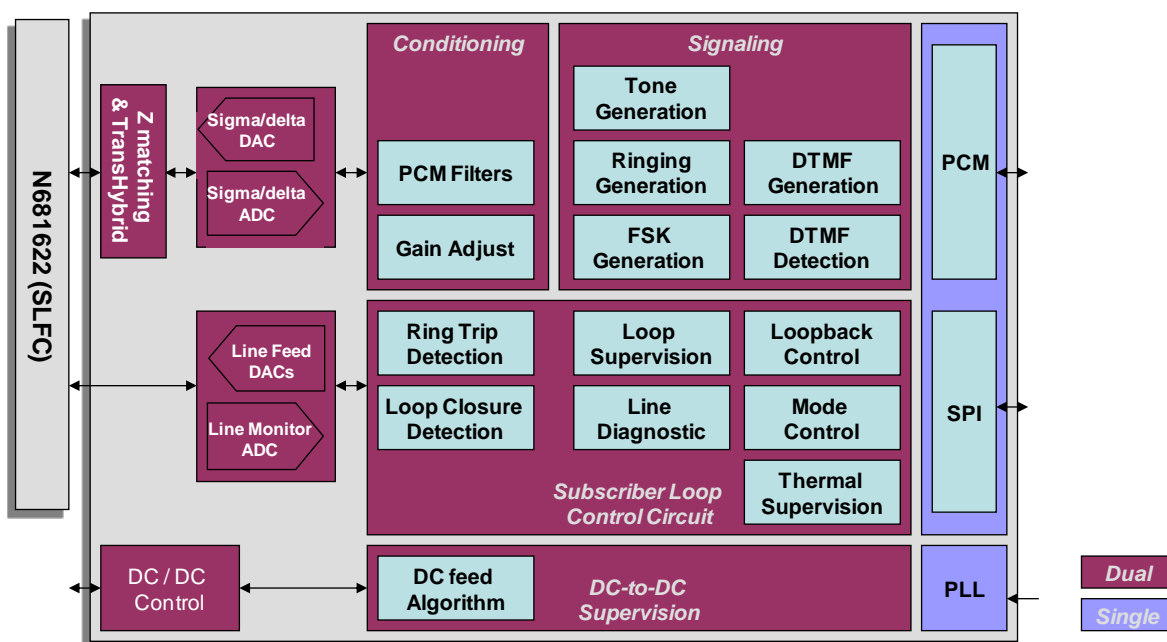 N681622 (SLFC)
Z matching
& TransHybrid
Sigma/delta
DAC
Sigma/delta
ADC
Conditioning
PCM Filters
Gain Adjust
Signaling
Tone
Generation
Ringing
Generation
DTMF
Generation
FSK
Generation
DTMF
Detection
PCM
Line Feed
DACs
Line Monitor
ADC
Ring Trip
Detection
Loop
Supervision
Loopback
Control
Loop Closure
Detection
Line
Diagnostic
Mode
Control
Thermal
Supervision
Subscriber Loop
Control Circuit
SPI
DC / DC
Control
DC feed
Algorithm
DC-to-DC
Supervision
PLL
Dual
Single